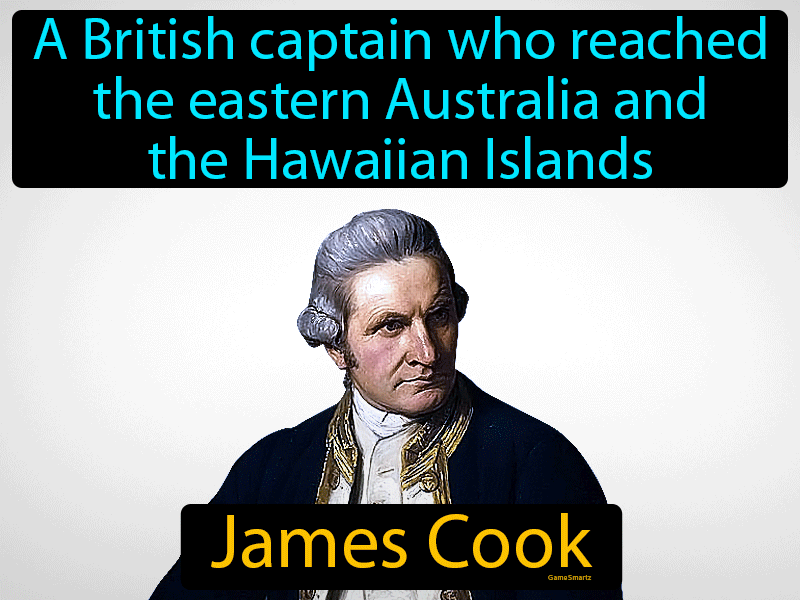 A British captain who reached
the eastern Australia and
the Hawaiian Islands
James Cook
GameSmartz